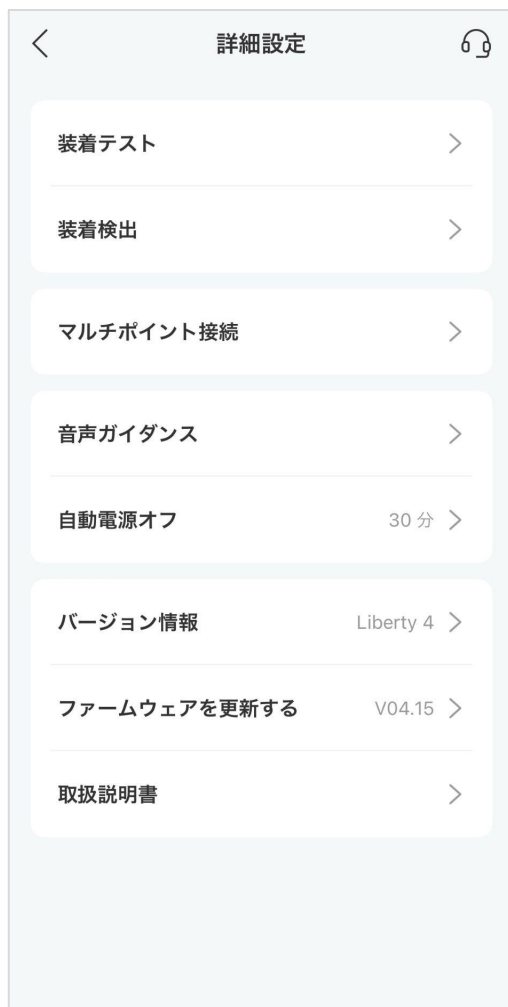 詳細設定
装着テスト
装着検出
マルチポイント接続
音声ガイダンス
自動電源オフ 30 分
バージョン情報 Liberty 4
ファームウェアを更新する V04.15
取扱説明書